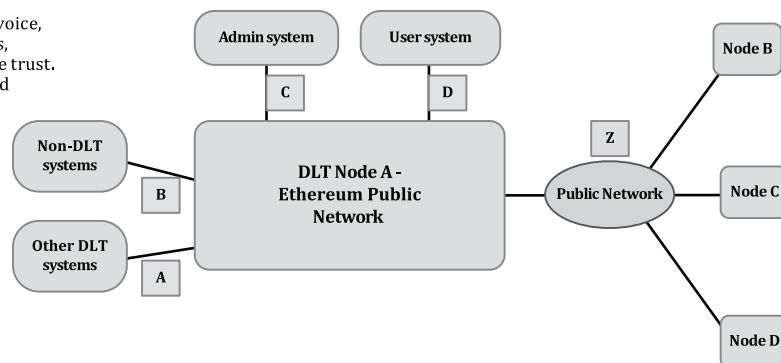 voice,
s,
e trust.
d
Admin system
User system
Node B
C
D
Non-DLT
systems
Z
DLT Node A -
Ethereum Public
Network
B
Public Network
Node C
Other DLT
systems
A
Node D